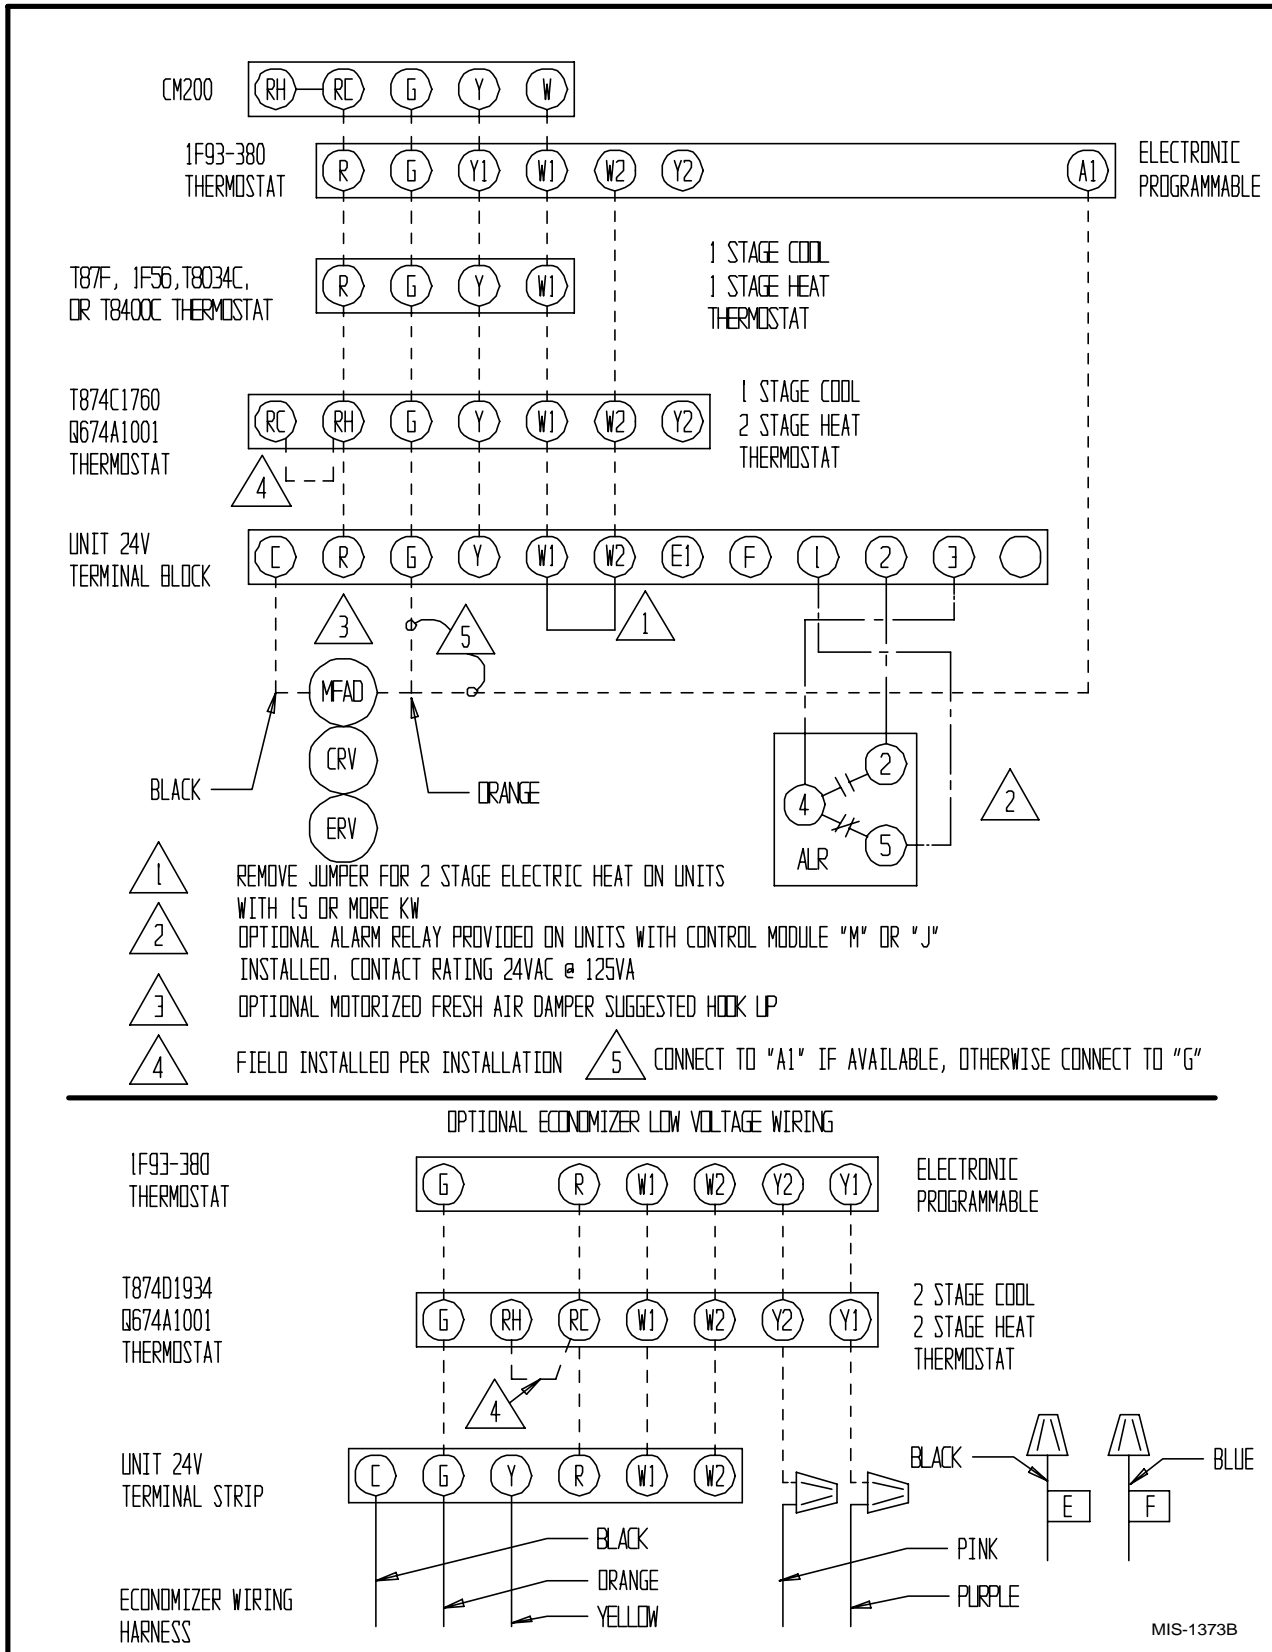 CM200 RH RC G Y W
1F93-380
THERMOSTAT
R G Y1 W1 W2 Y2 A1
ELECTRONIC
PROGRAMMABLE
T87F, 1F56,T8034C,
OR T8400C THERMOSTAT
R G Y W1
1 STAGE COOL
1 STAGE HEAT
THERMOSTAT
T874C1760
Q674A1001
THERMOSTAT
RC RH G Y W1 W2 Y2
1 STAGE COOL
2 STAGE HEAT
THERMOSTAT
4
UNIT 24V
TERMINAL BLOCK
C R G Y W1 W2 E1 F 1 2 3
3 5 1
MFAD
CRV
ERV
BLACK
ORANGE
2
4
5
ALR
2
1 REMOVE JUMPER FOR 2 STAGE ELECTRIC HEAT ON UNITS
WITH 15 OR MORE KW
2 OPTIONAL ALARM RELAY PROVIDED ON UNITS WITH CONTROL MODULE "M" OR "J"
INSTALLED. CONTACT RATING 24VAC @ 125VA
3 OPTIONAL MOTORIZED FRESH AIR DAMPER SUGGESTED HOOK UP
4 FIELD INSTALLED PER INSTALLATION 5 CONNECT TO "A1" IF AVAILABLE, OTHERWISE CONNECT TO "G"
OPTIONAL ECONOMIZER LOW VOLTAGE WIRING
1F93-380
THERMOSTAT
G R W1 W2 Y2 Y1
ELECTRONIC
PROGRAMMABLE
T874D1934
Q674A1001
THERMOSTAT
G RH RC W1 W2 Y2 Y1
2 STAGE COOL
2 STAGE HEAT
THERMOSTAT
4
UNIT 24V
TERMINAL STRIP
C G Y R W1 W2
BLACK
BLUE
E F
BLACK
ORANGE
YELLOW
PINK
PURPLE
ECONOMIZER WIRING
HARNESS
MIS-1373B